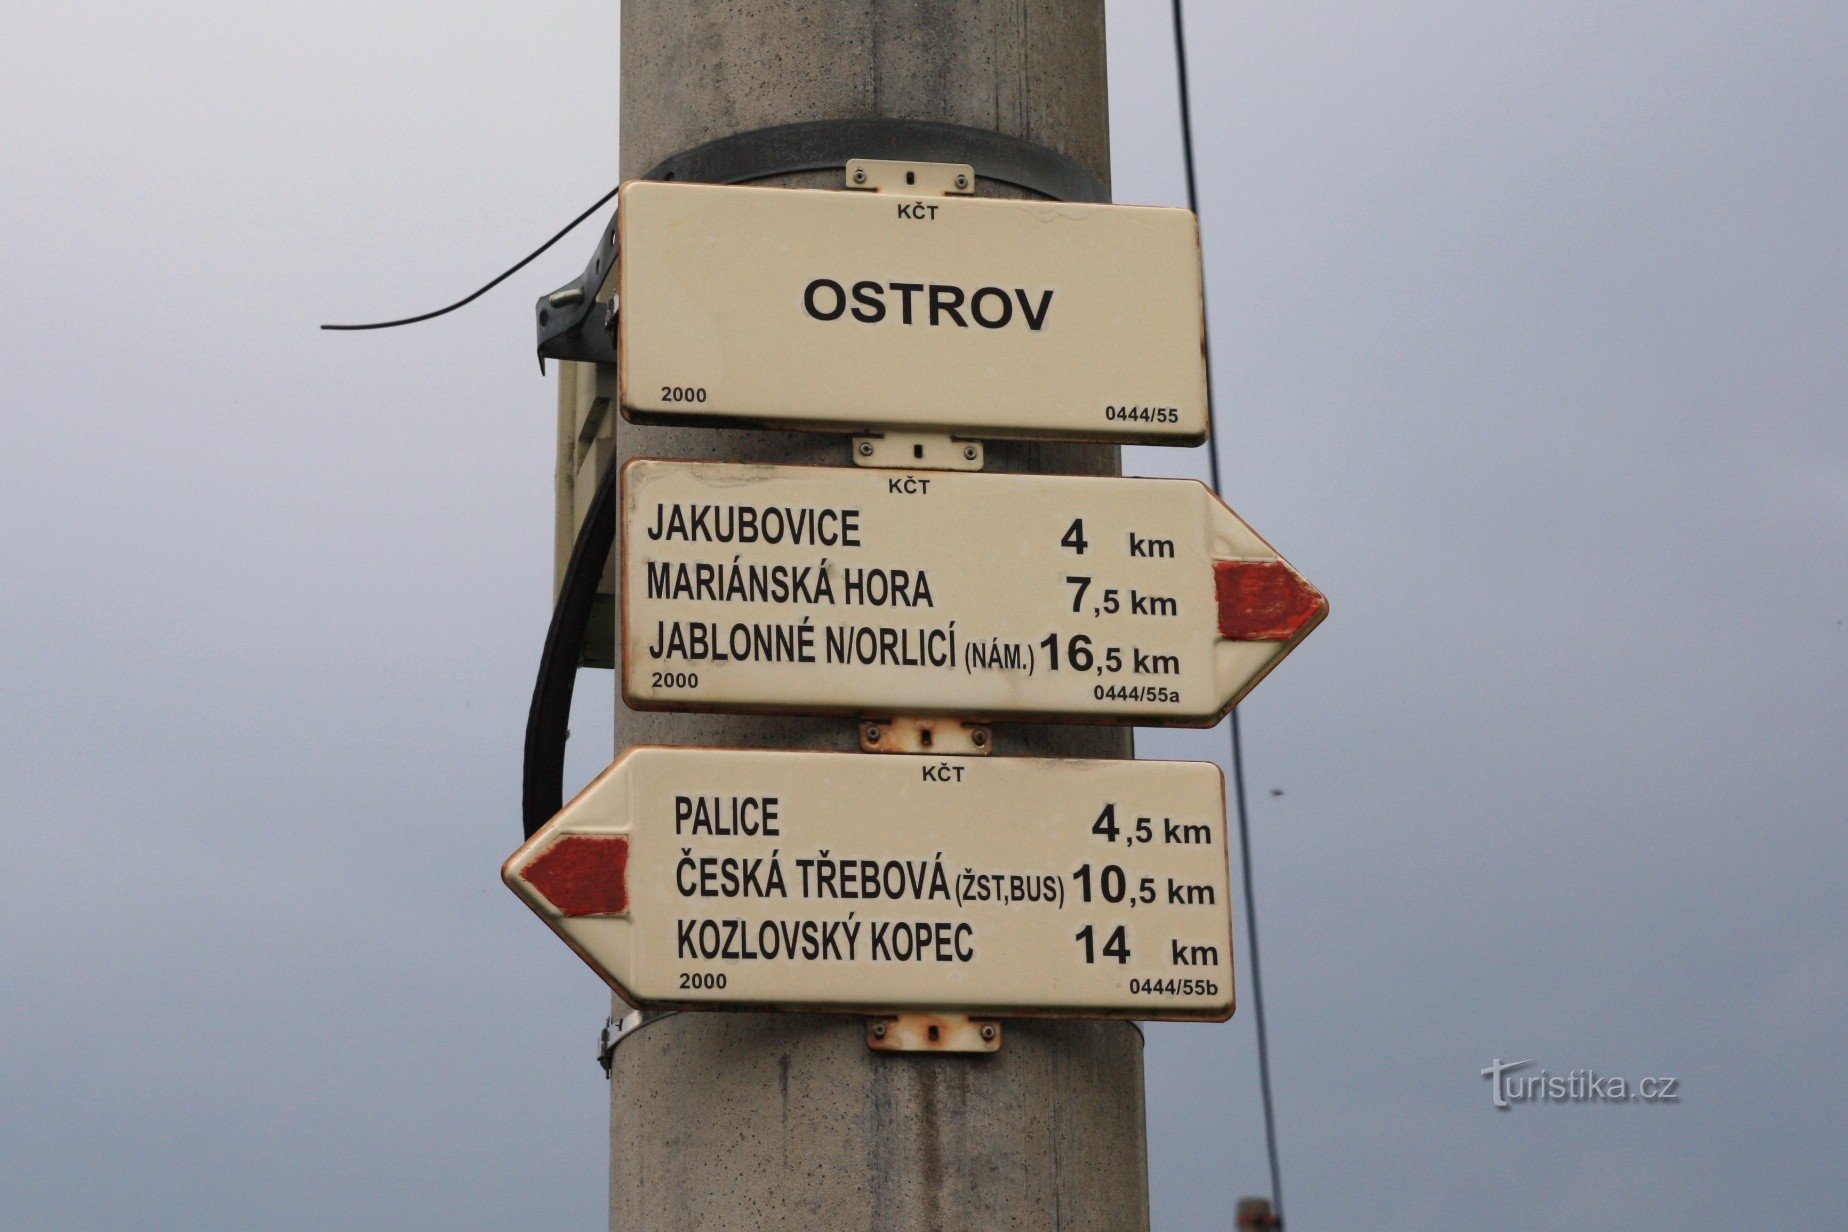 KČT
OSTROV
2000 0444/55
KČT
JAKUBOVICE 4 km
MARIÁNSKÁ HORA 7,5 km
JABLONNÉ N/ORLICÍ (NÁM.) 16,5 km
2000 0444/55a
KČT
PALICE 4,5 km
ČESKÁ TŘEBOVÁ (ŽST,BUS) 10,5 km
KOZLOVSKÝ KOPEC 14 km
2000 0444/55b
Turistika.cz